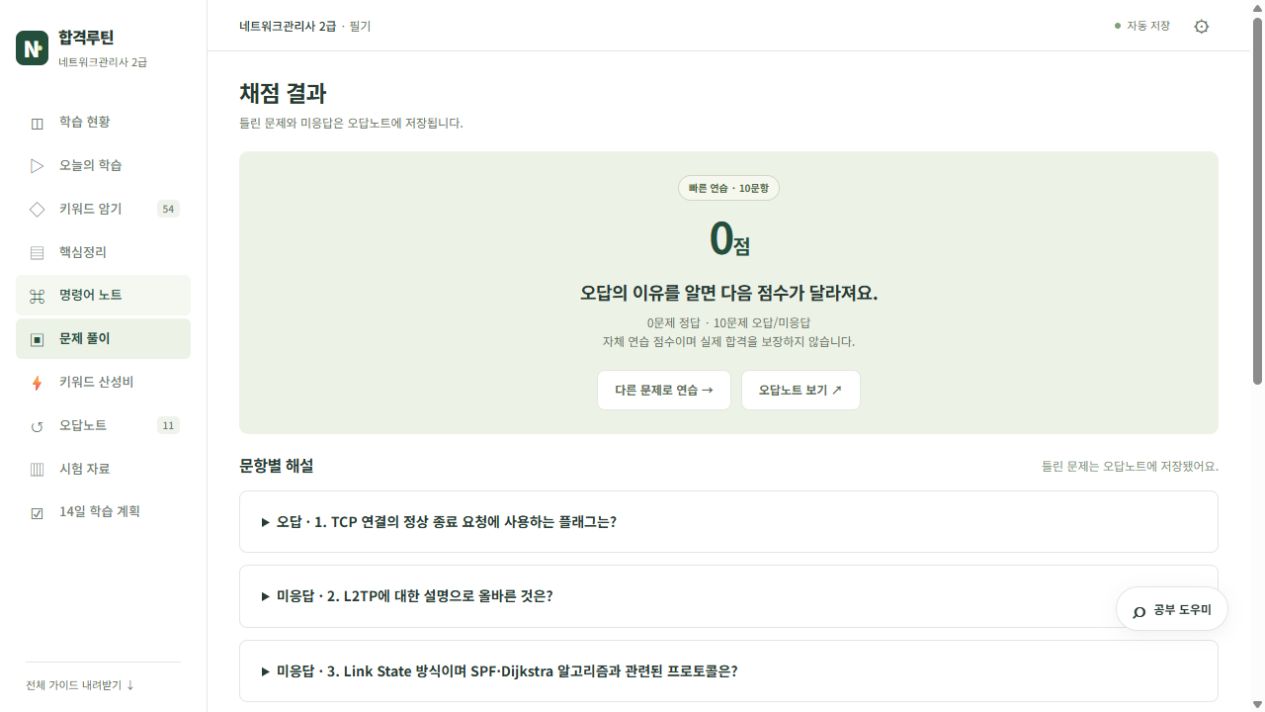 N
합격루틴
네트워크관리사 2급
학습 현황
오늘의 학습
키워드 암기 54
핵심정리
명령어 노트
문제 풀이
키워드 산성비
오답노트 11
시험 자료
14일 학습 계획
전체 가이드 내려받기 ↓
네트워크관리사 2급 · 필기
자동 저장
채점 결과
틀린 문제와 미응답은 오답노트에 저장됩니다.
빠른 연습 · 10문항
0점
오답의 이유를 알면 다음 점수가 달라져요.
0문제 정답 · 10문제 오답/미응답
자체 연습 점수이며 실제 합격을 보장하지 않습니다.
다른 문제로 연습 →
오답노트 보기 ↗
문항별 해설
틀린 문제는 오답노트에 저장됐어요.
▶ 오답 · 1. TCP 연결의 정상 종료 요청에 사용하는 플래그는?
▶ 미응답 · 2. L2TP에 대한 설명으로 올바른 것은?
▶ 미응답 · 3. Link State 방식이며 SPF·Dijkstra 알고리즘과 관련된 프로토콜은?
공부 도우미